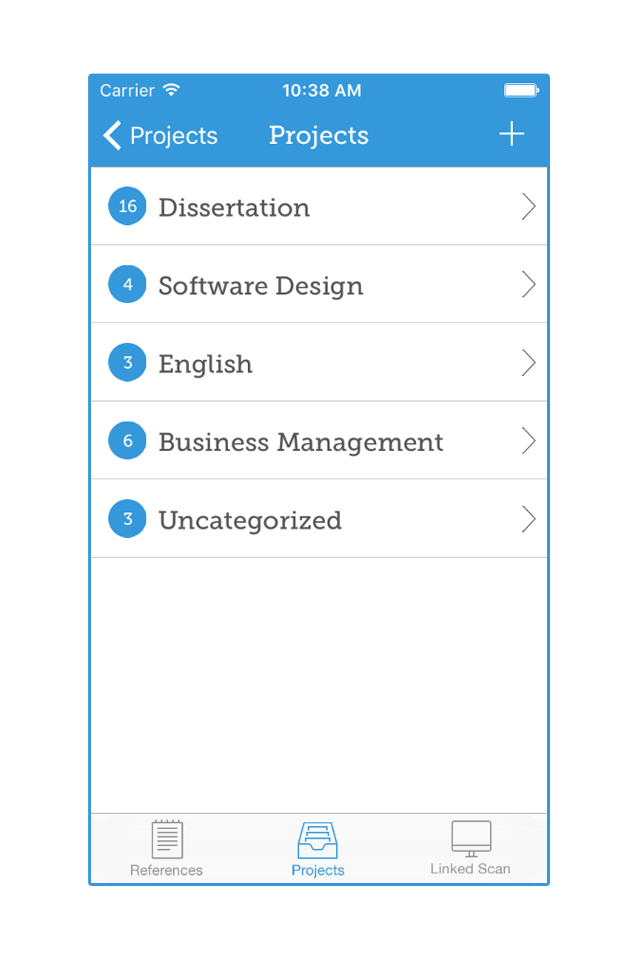 Carrier 10:38 AM
Projects Projects
16 Dissertation
4 Software Design
3 English
6 Business Management
3 Uncategorized
References Projects Linked Scan